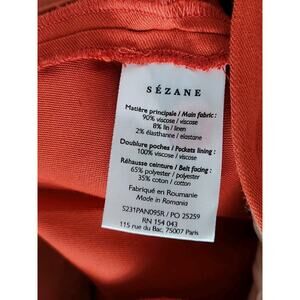 SÉZANE
Matière principale / Main fabric :
90% viscose / viscose
8% lin / linen
2% élasthanne / elastane
Doublure poches / Pockets lining :
100% viscose / viscose
Réhausse ceinture / Belt facing :
65% polyester / polyester
35% coton / cotton
Fabriqué en Roumanie
Made in Romania
S231PAN095R / PO 25259
RN 154 043
115 rue du Bac, 75007 Paris